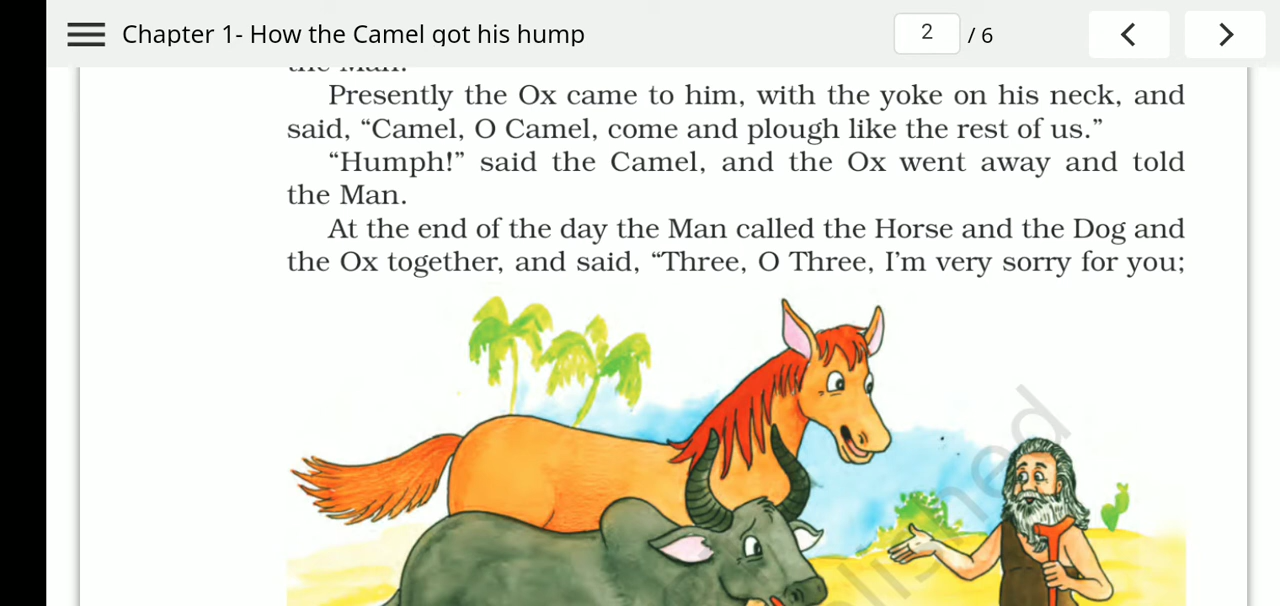 Chapter 1- How the Camel got his hump
2 / 6
the Man.
Presently the Ox came to him, with the yoke on his neck, and
said, “Camel, O Camel, come and plough like the rest of us.”
“Humph!” said the Camel, and the Ox went away and told
the Man.
At the end of the day the Man called the Horse and the Dog and
the Ox together, and said, “Three, O Three, I’m very sorry for you;